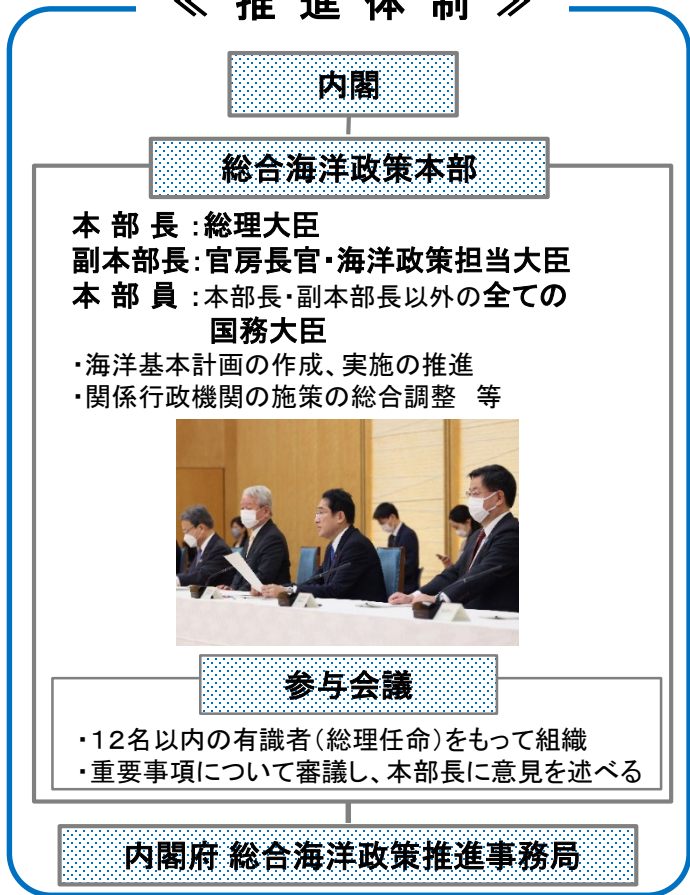 ≪ 推 進 体 制 ≫
内閣
総合海洋政策本部
本 部 長 :総理大臣
副本部長:官房長官・海洋政策担当大臣
本 部 員 :本部長・副本部長以外の全ての
国務大臣
・海洋基本計画の作成、実施の推進
・関係行政機関の施策の総合調整 等
参与会議
・12名以内の有識者(総理任命)をもって組織
・重要事項について審議し、本部長に意見を述べる
内閣府 総合海洋政策推進事務局